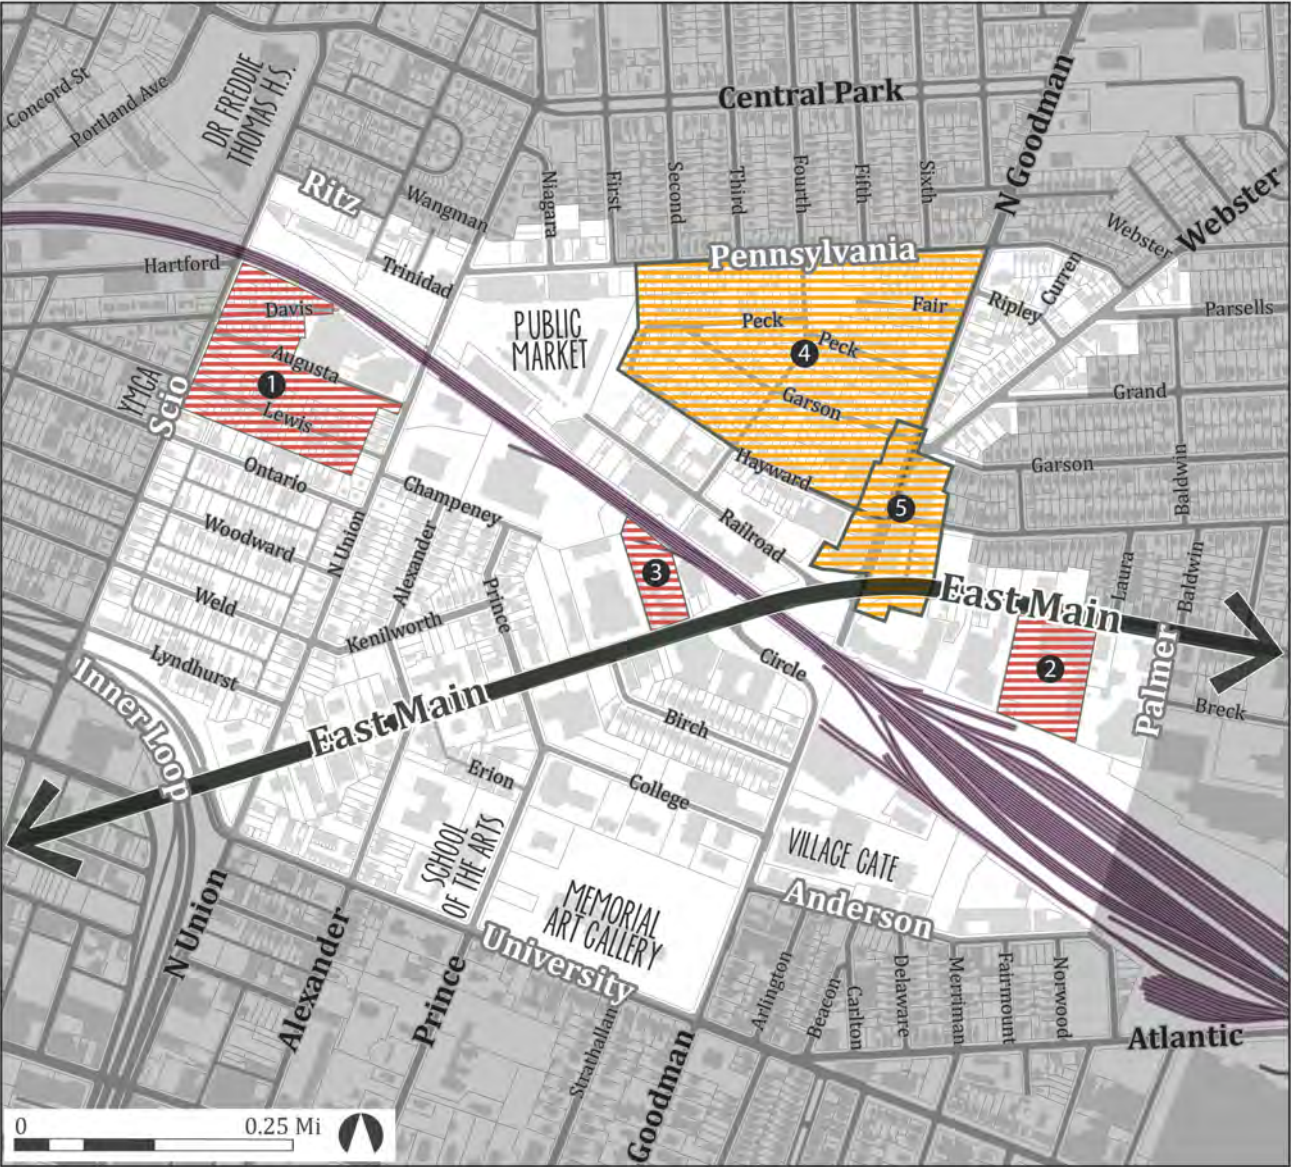 Concord St
Portland Ave
DR FREDDIE
THOMAS H.S.
Central Park
N Goodman
Ritz
Wangman
Niagara
First
Second
Third
Fourth
Fifth
Sixth
Webster
Webster
Hartford
Trinidad
Pennsylvania
Curren
Ripley
Parsells
Davis
PUBLIC
MARKET
Peck
Fair
Peck
4
Augusta
1
YMCA
Scio
Lewis
Garson
Grand
Ontario
Hayward
Garson
Baldwin
Champeney
5
Woodward
N Union
Railroad
Alexander
3
Laura
Baldwin
Weld
Prince
East Main
Kenilworth
Lyndhurst
Circle
2
Palmer
Inner Loop
East Main
Birch
Breck
Erion
College
SCHOOL
OF THE ARTS
VILLAGE GATE
MEMORIAL
ART GALLERY
Anderson
N Union
Alexander
Prince
University
Arlington
Beacon
Carlton
Delaware
Merriman
Fairmount
Norwood
Strathallan
Goodman
Atlantic
0
0.25 Mi